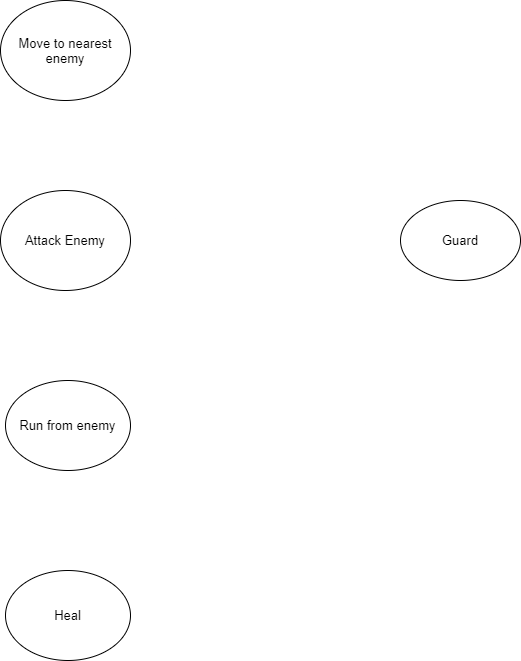 Move to nearest
enemy
Attack Enemy
Guard
Run from enemy
Heal